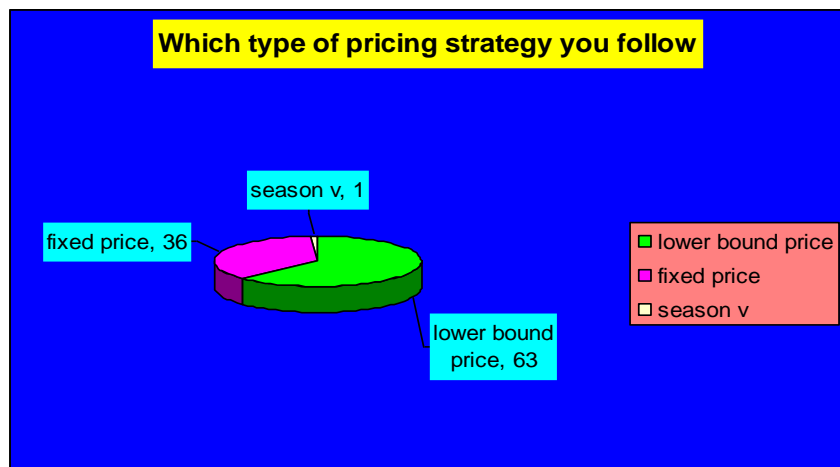 Which type of pricing strategy you follow
season v, 1
fixed price, 36
lower bound
price, 63
lower bound price
fixed price
season v